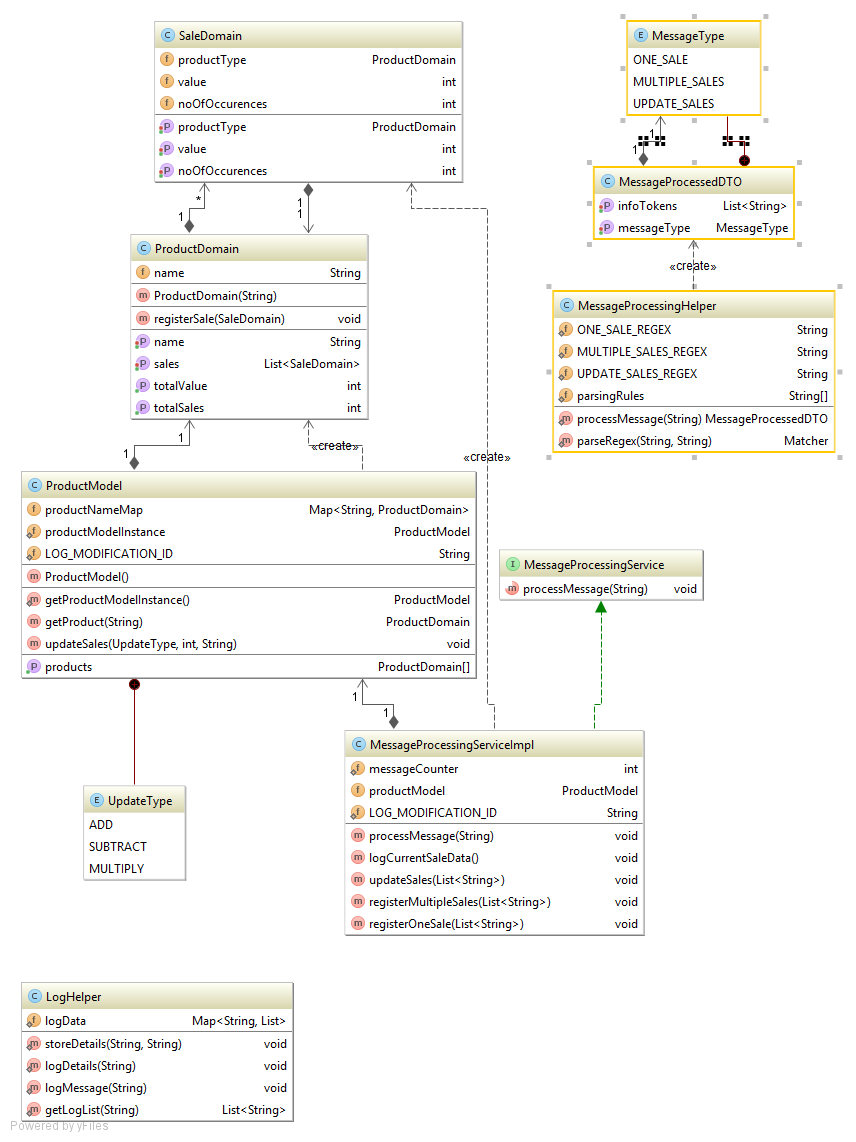 C SaleDomain
f productType ProductDomain
f value int
f noOfOccurences int
P productType ProductDomain
P value int
P noOfOccurences int
E MessageType
ONE_SALE
MULTIPLE_SALES
UPDATE_SALES
1
1
C MessageProcessedDTO
P infoTokens List<String>
P messageType MessageType
«create»
C MessageProcessingHelper
f ONE_SALE_REGEX String
f MULTIPLE_SALES_REGEX String
f UPDATE_SALES_REGEX String
f parsingRules String[]
m processMessage(String) MessageProcessedDTO
m parseRegex(String, String) Matcher
*
1
1
1
C ProductDomain
f name String
m ProductDomain(String)
m registerSale(SaleDomain) void
P name String
P sales List<SaleDomain>
P totalValue int
P totalSales int
1
1
«create»
«create»
C ProductModel
f productNameMap Map<String, ProductDomain>
f productModelInstance ProductModel
f LOG_MODIFICATION_ID String
m ProductModel()
m getProductModelInstance() ProductModel
m getProduct(String) ProductDomain
m updateSales(UpdateType, int, String) void
P products ProductDomain[]
I MessageProcessingService
m processMessage(String) void
1
1
C MessageProcessingServiceImpl
f messageCounter int
f productModel ProductModel
f LOG_MODIFICATION_ID String
m processMessage(String) void
m logCurrentSaleData() void
m updateSales(List<String>) void
m registerMultipleSales(List<String>) void
m registerOneSale(List<String>) void
E UpdateType
ADD
SUBTRACT
MULTIPLY
C LogHelper
f logData Map<String, List>
m storeDetails(String, String) void
m logDetails(String) void
m logMessage(String) void
m getLogList(String) List<String>
Powered by yFiles